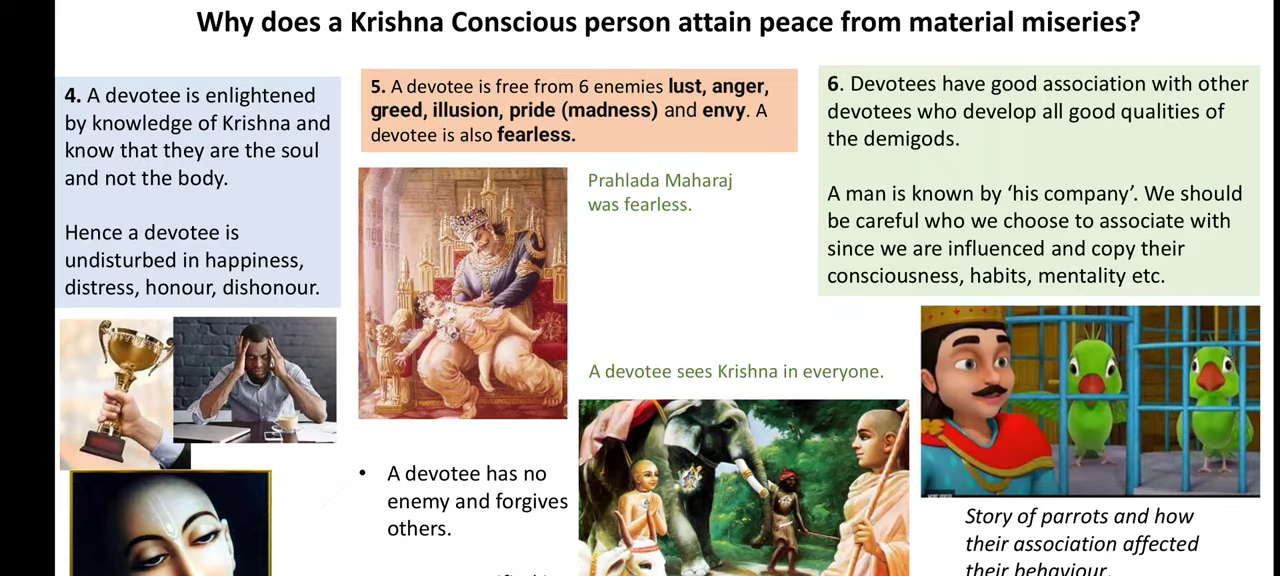 Why does a Krishna Conscious person attain peace from material miseries?
4. A devotee is enlightened
by knowledge of Krishna and
know that they are the soul
and not the body.
Hence a devotee is
undisturbed in happiness,
distress, honour, dishonour.
5. A devotee is free from 6 enemies lust, anger,
greed, illusion, pride (madness) and envy. A
devotee is also fearless.
Prahlada Maharaj
was fearless.
A devotee sees Krishna in everyone.
• A devotee has no
enemy and forgives
others.
6. Devotees have good association with other
devotees who develop all good qualities of
the demigods.
A man is known by ‘his company’. We should
be careful who we choose to associate with
since we are influenced and copy their
consciousness, habits, mentality etc.
Story of parrots and how
their association affected
their behaviour.